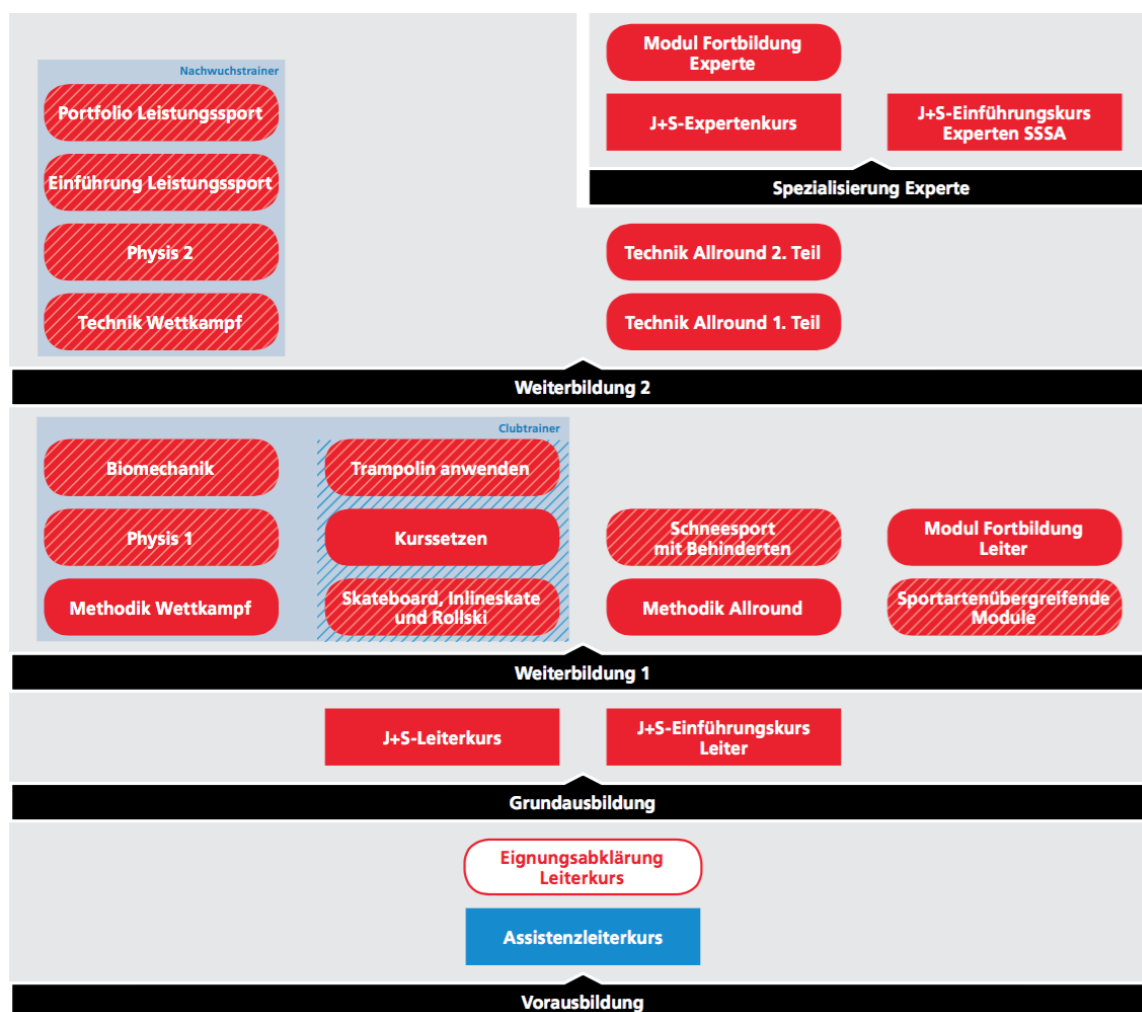 Nachwuchstrainer
Portfolio Leistungssport
Einführung Leistungssport
Physis 2
Technik Wettkampf
Modul Fortbildung
Experte
J+S-Expertenkurs
J+S-Einführungskurs
Experten SSSA
Spezialisierung Experte
Technik Allround 2. Teil
Technik Allround 1. Teil
Weiterbildung 2
Clubtrainer
Biomechanik
Physis 1
Methodik Wettkampf
Trampolin anwenden
Kurssetzen
Skateboard, Inlineskate
und Rollski
Schneesport
mit Behinderten
Methodik Allround
Modul Fortbildung
Leiter
Sportartenübergreifende
Module
Weiterbildung 1
J+S-Leiterkurs
J+S-Einführungskurs
Leiter
Grundausbildung
Eignungsabklärung
Leiterkurs
Assistenzleiterkurs
Vorausbildung